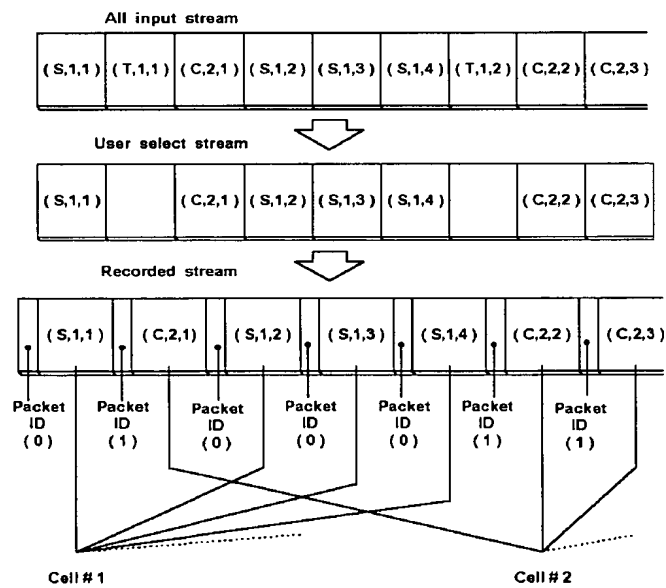 All input stream
( S,1,1 ) ( T,1,1 ) ( C,2,1 ) ( S,1,2 ) ( S,1,3 ) ( S,1,4 ) ( T,1,2 ) ( C,2,2 ) ( C,2,3 )
User select stream
( S,1,1 ) ( C,2,1 ) ( S,1,2 ) ( S,1,3 ) ( S,1,4 ) ( C,2,2 ) ( C,2,3 )
Recorded stream
( S,1,1 ) ( C,2,1 ) ( S,1,2 ) ( S,1,3 ) ( S,1,4 ) ( C,2,2 ) ( C,2,3 )
Packet Packet Packet Packet Packet Packet Packet
ID ID ID ID ID ID ID
( 0 ) ( 1 ) ( 0 ) ( 0 ) ( 0 ) ( 1 ) ( 1 )
Cell # 1 Cell # 2